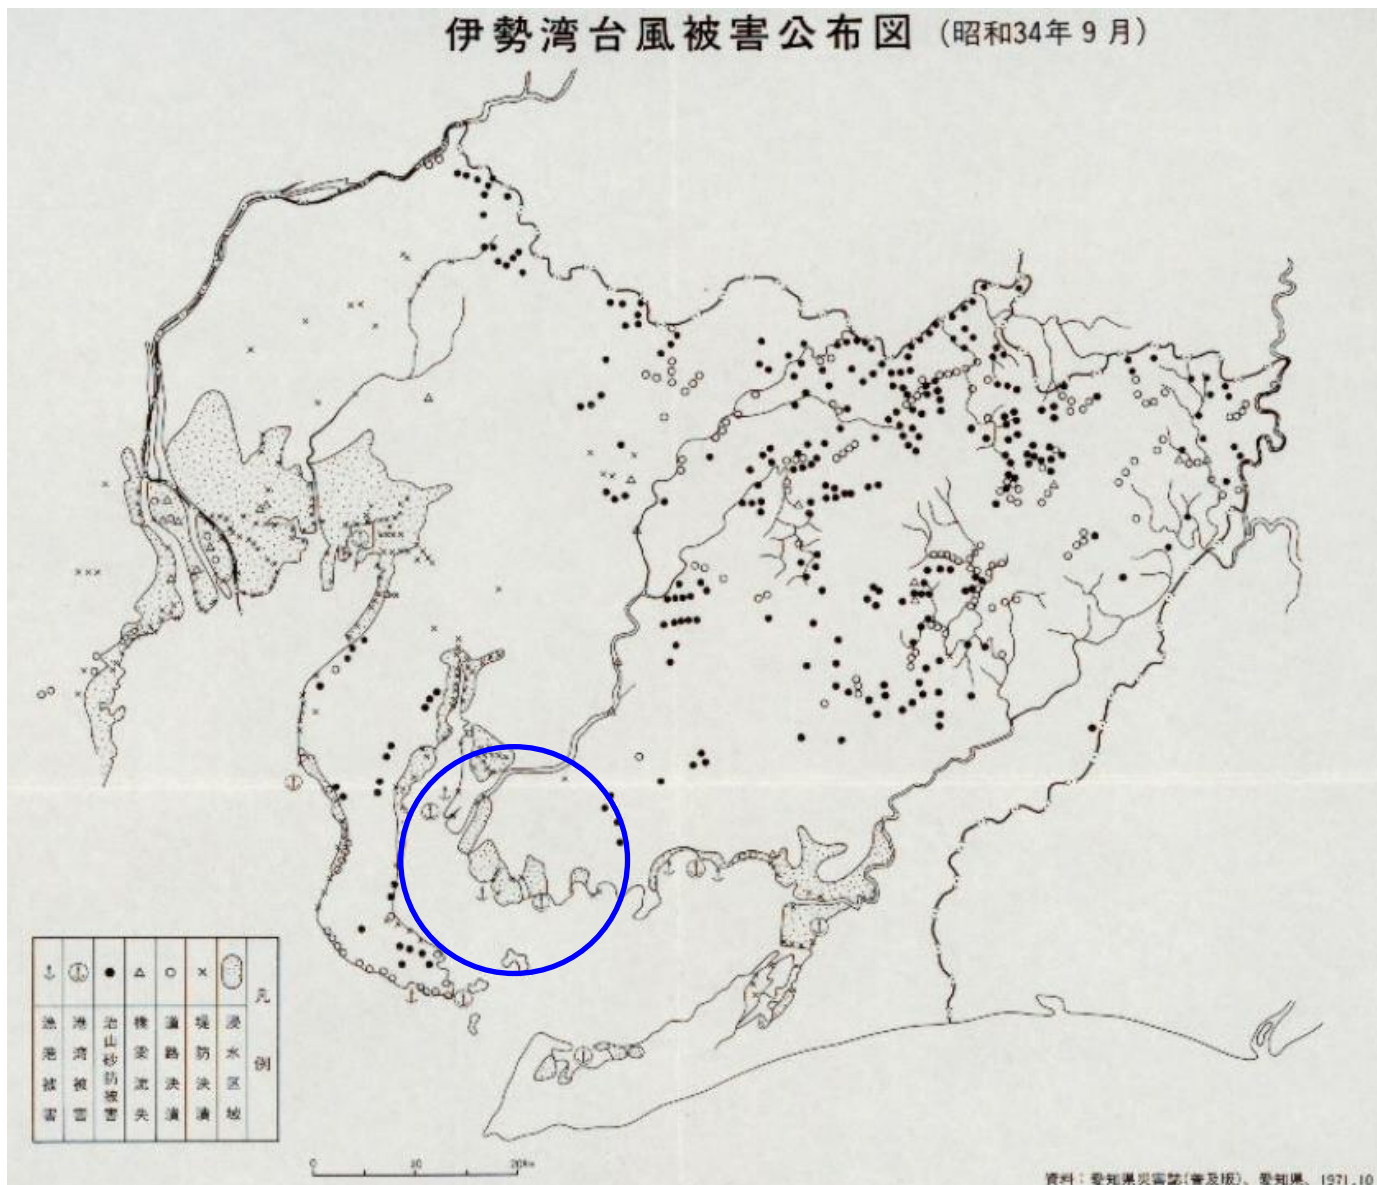 伊勢湾台風被害公布図 (昭和34年9月)
凡例
浸水区域
堤防決潰
道路決潰
橋梁流失
治山砂防被害
港湾被害
漁港被害
0 10 20km
資料：愛知県災害誌(普及版)、愛知県、1971.10